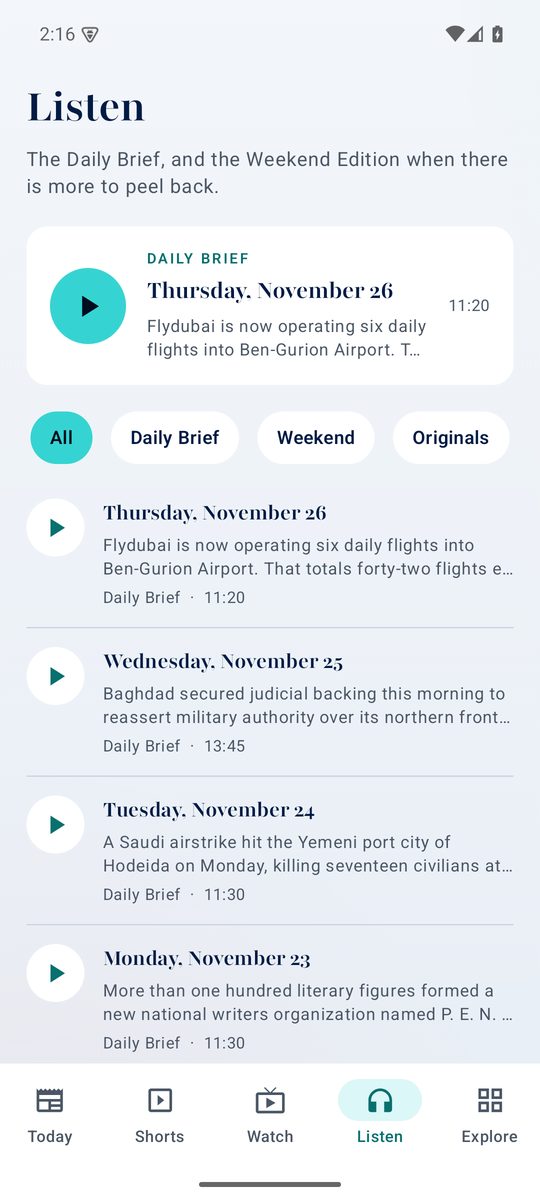 2:16
Listen
The Daily Brief, and the Weekend Edition when there
is more to peel back.
DAILY BRIEF
Thursday, November 26
Flydubai is now operating six daily
flights into Ben-Gurion Airport. T…
11:20
All
Daily Brief
Weekend
Originals
Thursday, November 26
Flydubai is now operating six daily flights into
Ben-Gurion Airport. That totals forty-two flights e…
Daily Brief · 11:20
Wednesday, November 25
Baghdad secured judicial backing this morning to
reassert military authority over its northern front…
Daily Brief · 13:45
Tuesday, November 24
A Saudi airstrike hit the Yemeni port city of
Hodeida on Monday, killing seventeen civilians at…
Daily Brief · 11:30
Monday, November 23
More than one hundred literary figures formed a
new national writers organization named P. E. N. …
Daily Brief · 11:30
Today
Shorts
Watch
Listen
Explore